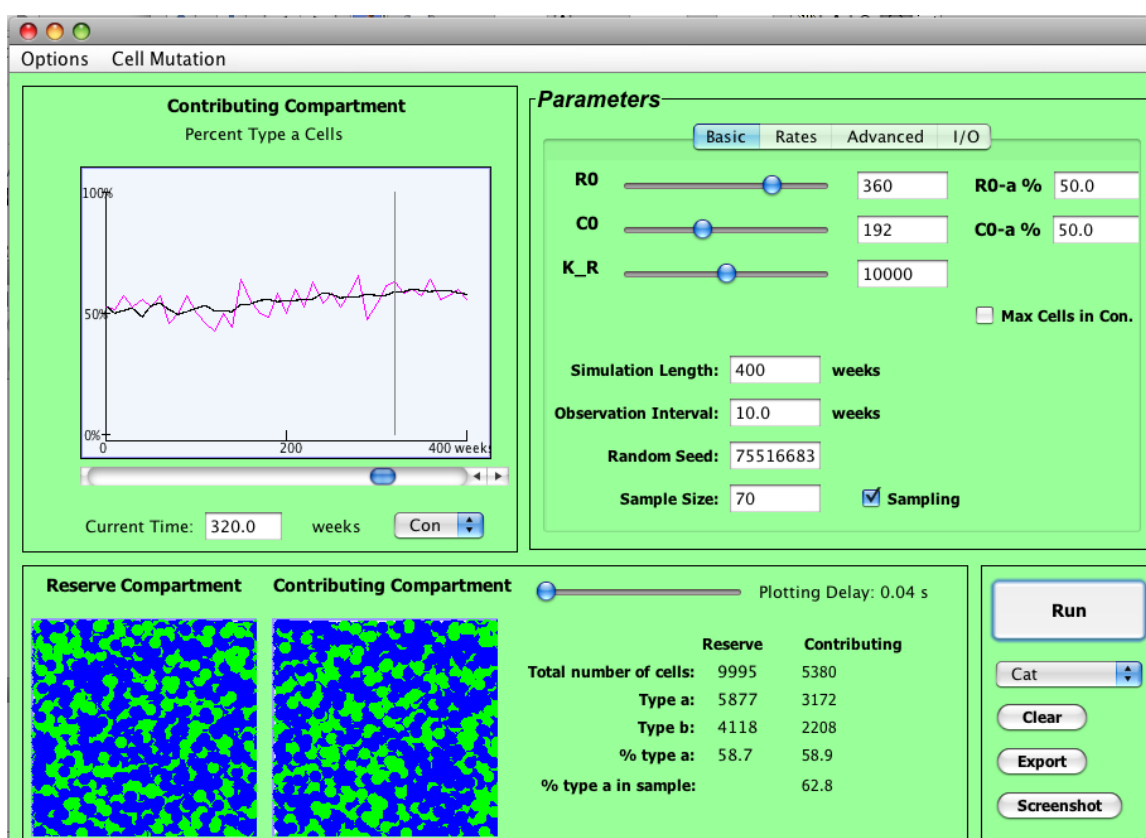 Options Cell Mutation
Contributing Compartment
Percent Type a Cells
100%
50%
0%
0 200 400 weeks
Current Time: 320.0 weeks Con
Parameters
Basic Rates Advanced I/O
R0 360 R0-a % 50.0
C0 192 C0-a % 50.0
K_R 10000
Max Cells in Con.
Simulation Length: 400 weeks
Observation Interval: 10.0 weeks
Random Seed: 75516683
Sample Size: 70 Sampling
Reserve Compartment Contributing Compartment
Plotting Delay: 0.04 s
Reserve Contributing
Total number of cells: 9995 5380
Type a: 5877 3172
Type b: 4118 2208
% type a: 58.7 58.9
% type a in sample: 62.8
Run
Cat
Clear
Export
Screenshot